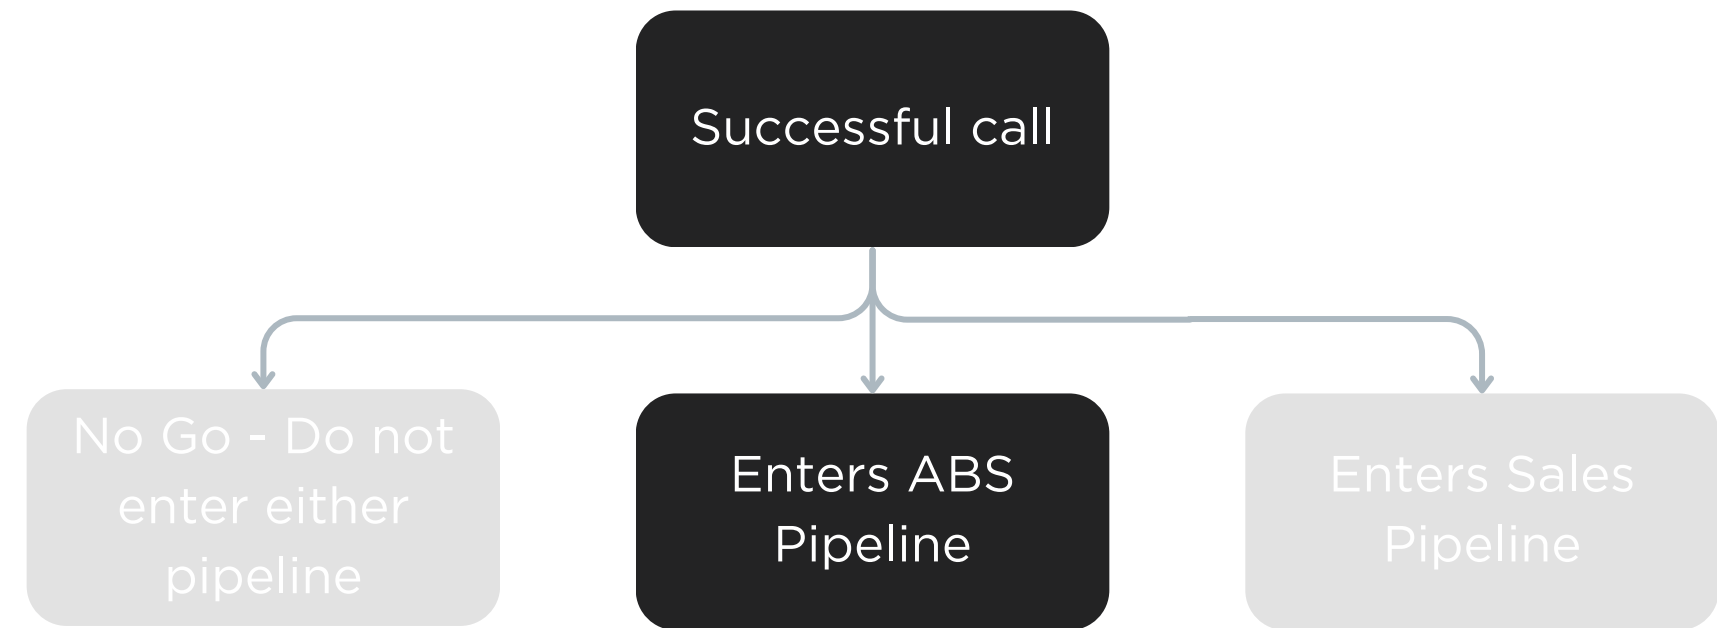 Successful call
No Go - Do not
enter either
pipeline
Enters ABS
Pipeline
Enters Sales
Pipeline